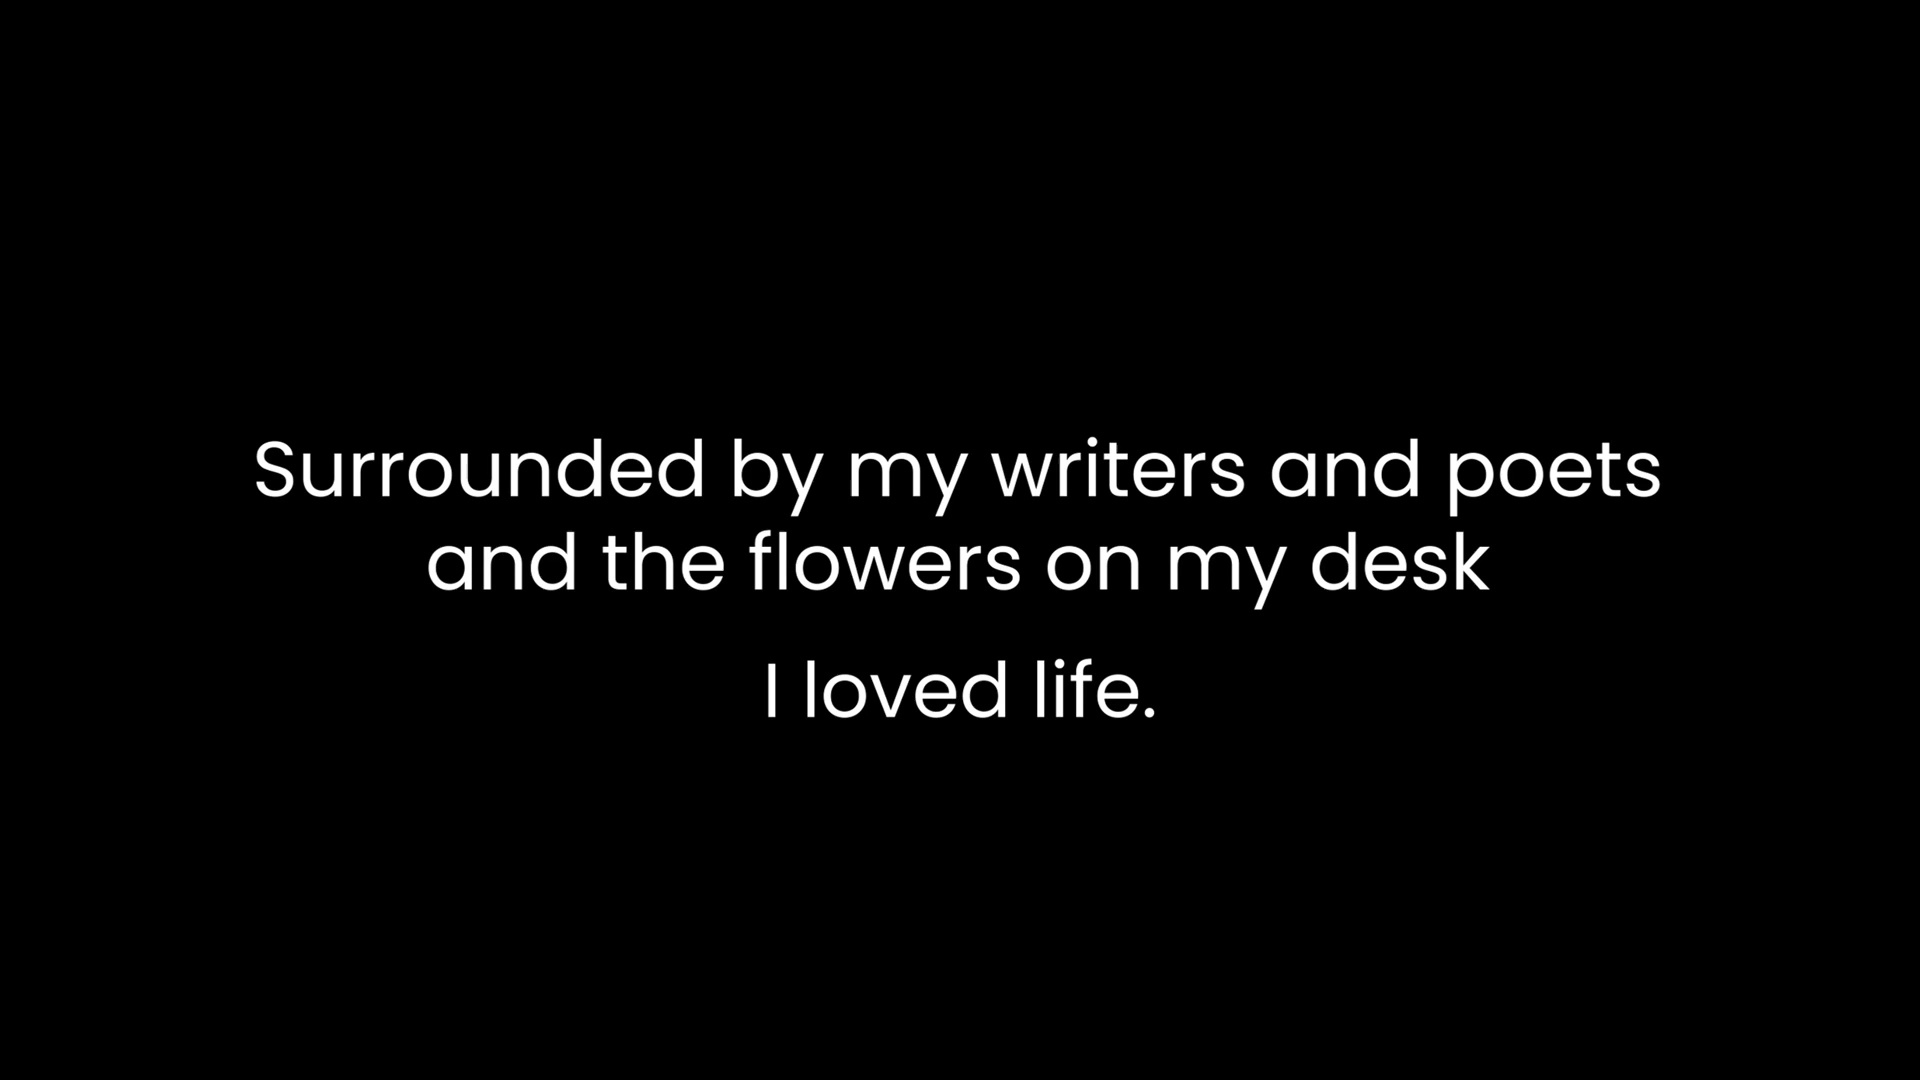 Surrounded by my writers and poets
and the flowers on my desk
I loved life.